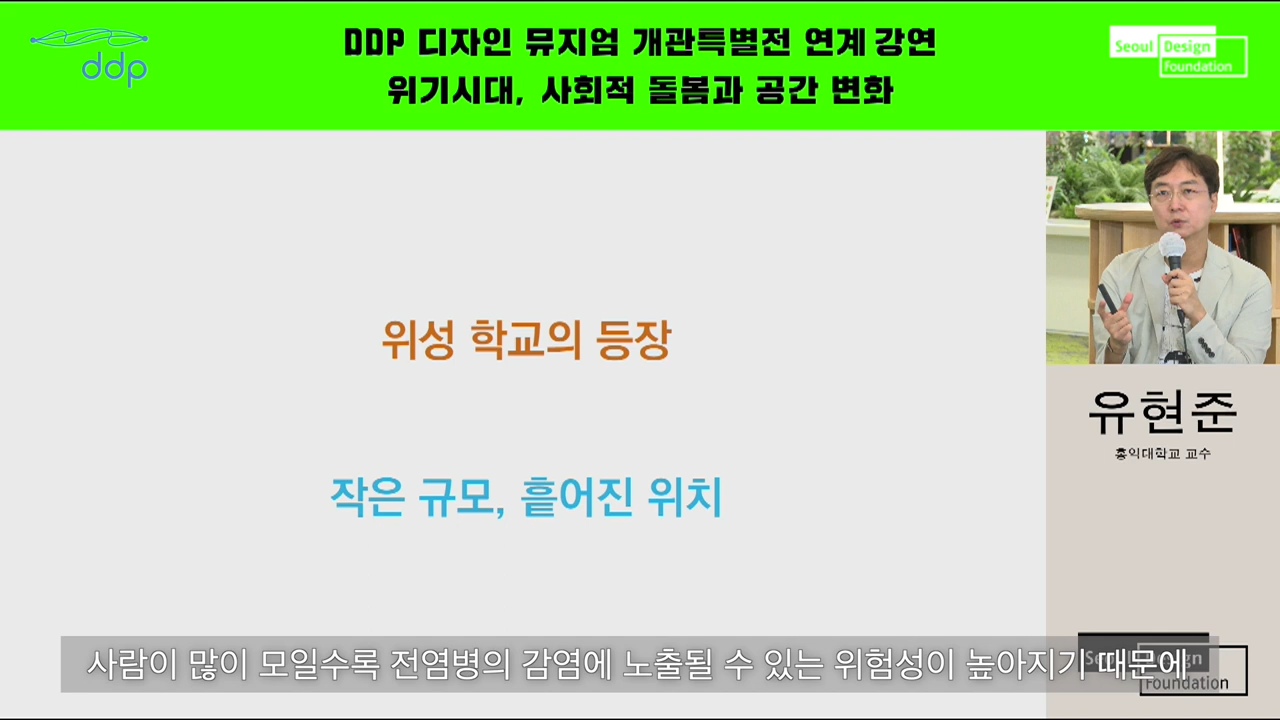 ddp
DDP 디자인 뮤지엄 개관특별전 연계 강연
위기시대, 사회적 돌봄과 공간 변화
Seoul Design
Foundation
위성 학교의 등장
작은 규모, 흩어진 위치
유현준
홍익대학교 교수
사람이 많이 모일수록 전염병의 감염에 노출될 수 있는 위험성이 높아지기 때문에
Seoul Design
Foundation